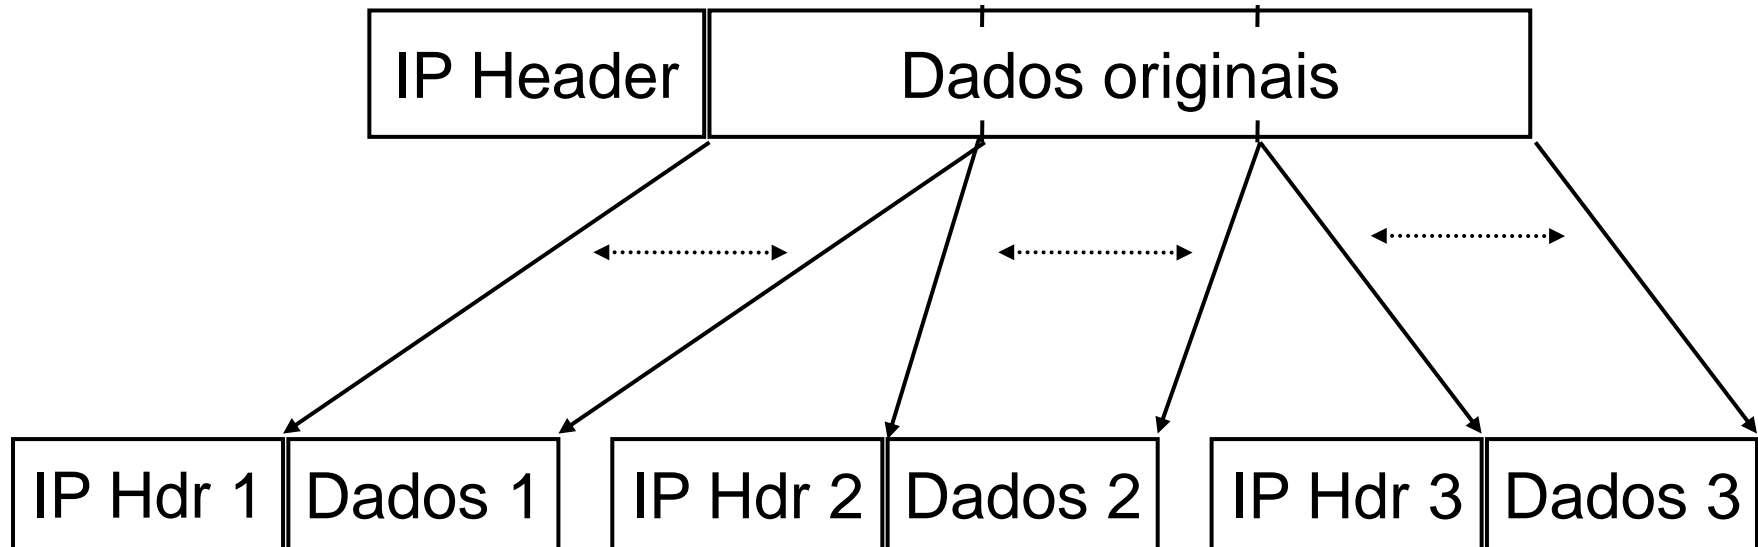 IP Header Dados originais
IP Hdr 1 Dados 1 IP Hdr 2 Dados 2 IP Hdr 3 Dados 3